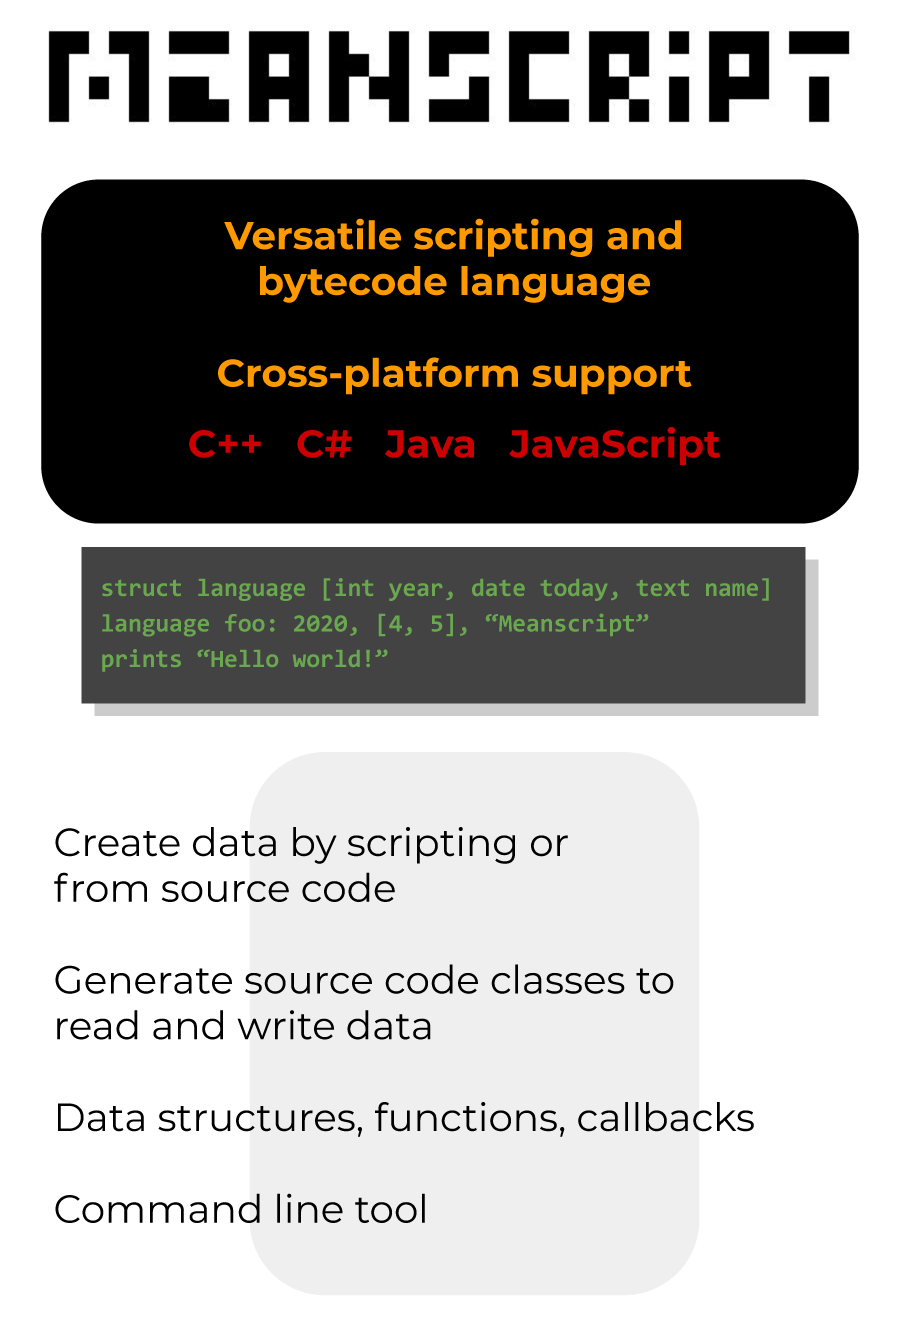 MEANSCRiPT
Versatile scripting and
bytecode language
Cross-platform support
C++ C# Java JavaScript
struct language [int year, date today, text name]
language foo: 2020, [4, 5], “Meanscript”
prints “Hello world!”
Create data by scripting or
from source code
Generate source code classes to
read and write data
Data structures, functions, callbacks
Command line tool